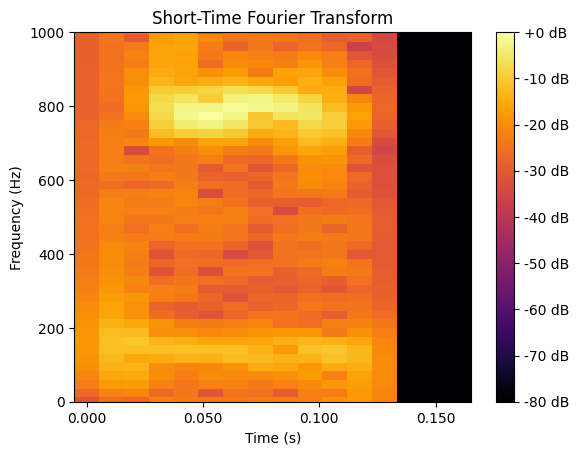 Short-Time Fourier Transform
1000
800
600
400
200
0
Frequency (Hz)
0.000
0.050
0.100
0.150
Time (s)
+0 dB
-10 dB
-20 dB
-30 dB
-40 dB
-50 dB
-60 dB
-70 dB
-80 dB